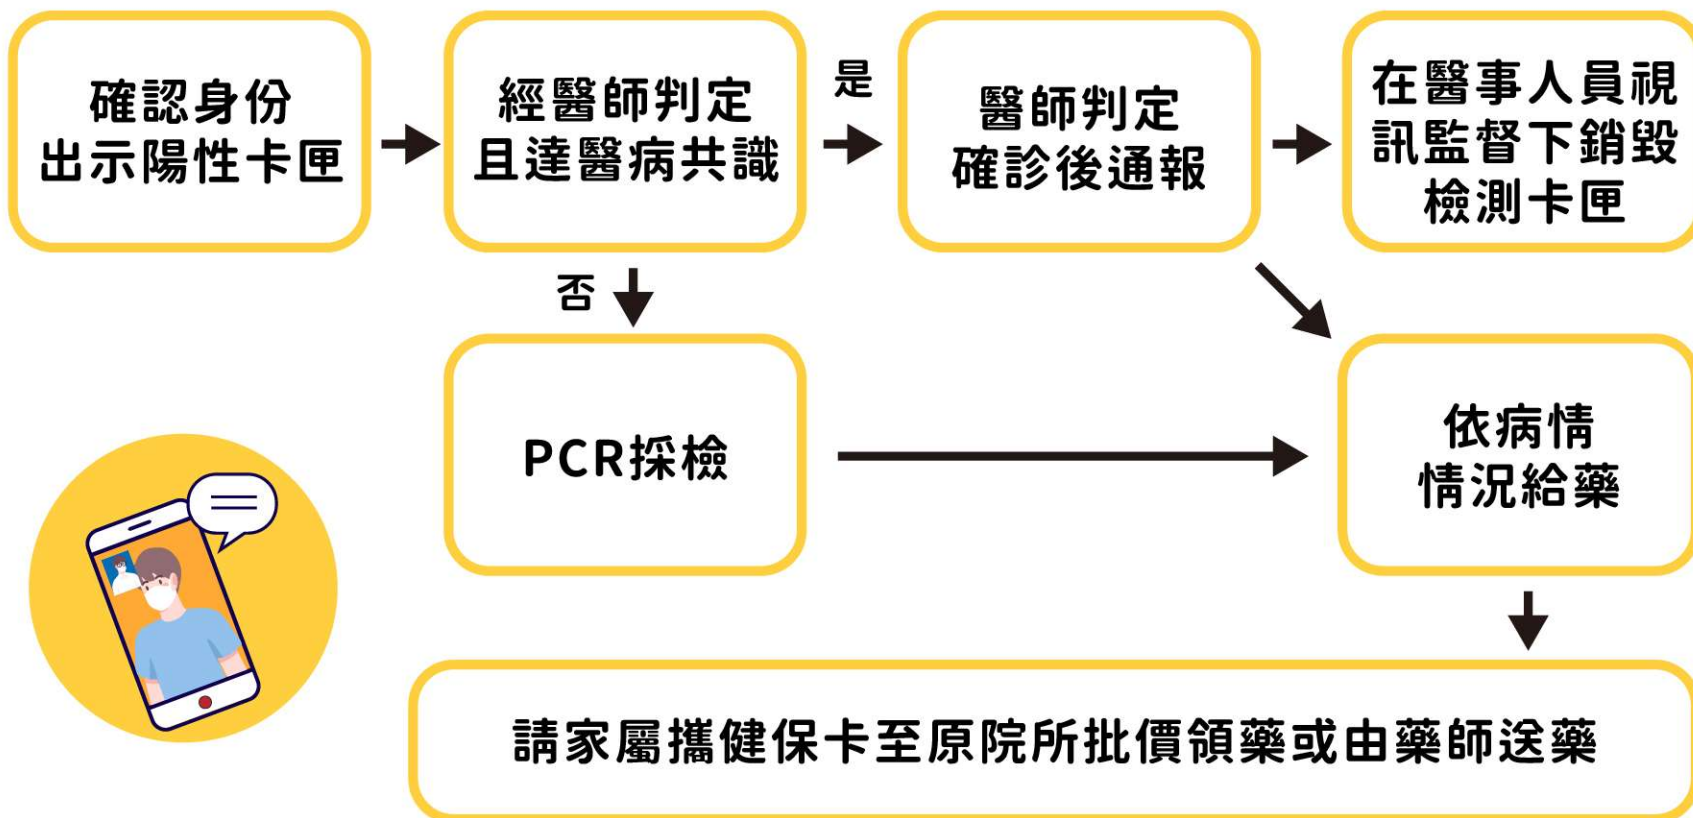 確認身份
出示陽性卡匣
經醫師判定
且達醫病共識
是
醫師判定
確診後通報
在醫事人員視
訊監督下銷毀
檢測卡匣
否
PCR採檢
依病情
情況給藥
請家屬攜健保卡至原院所批價領藥或由藥師送藥